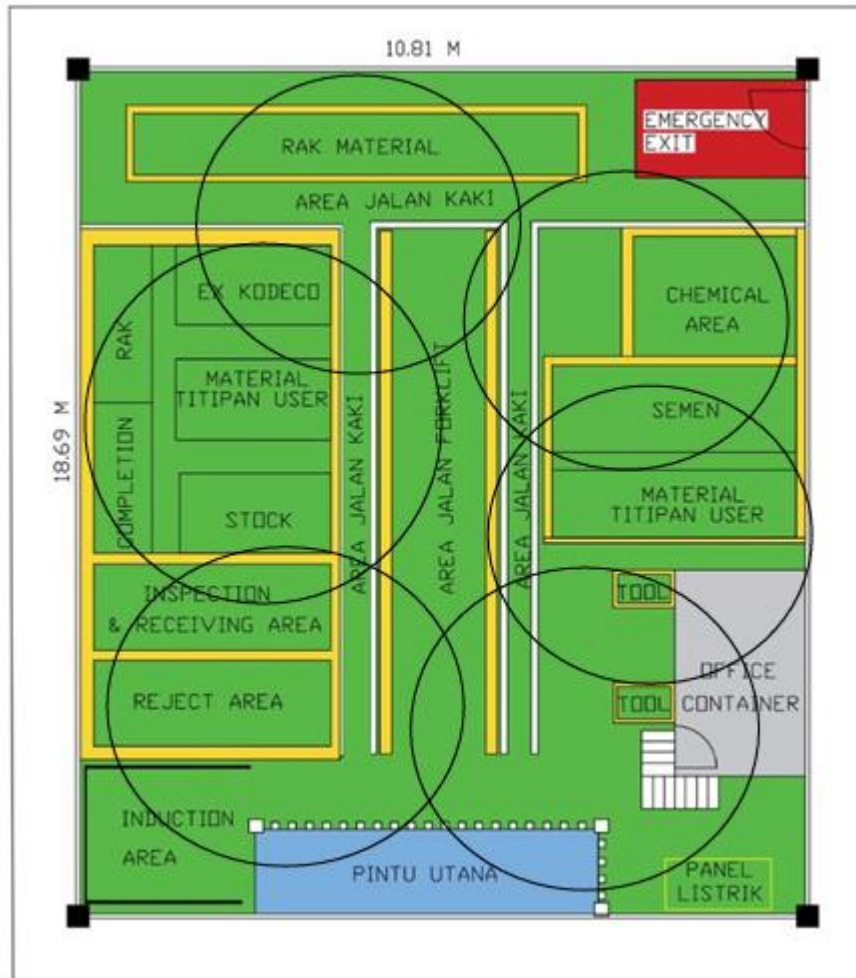 10.81 M
EMERGENCY
EXIT
RAK MATERIAL
AREA JALAN KAKI
EX KODECO
RAK
MATERIAL
TITIPAN USER
COMPLETION
STOCK
18.69 M
AREA JALAN KAKI
AREA JALAN FORKLIFT
AREA JALAN KAKI
CHEMICAL
AREA
SEMEN
MATERIAL
TITIPAN USER
INSPECTION
& RECEIVING AREA
REJECT AREA
TOOL
OFFICE
CONTAINER
TOOL
INDUCTION
AREA
PINTU UTANA
PANEL
LISTRIK